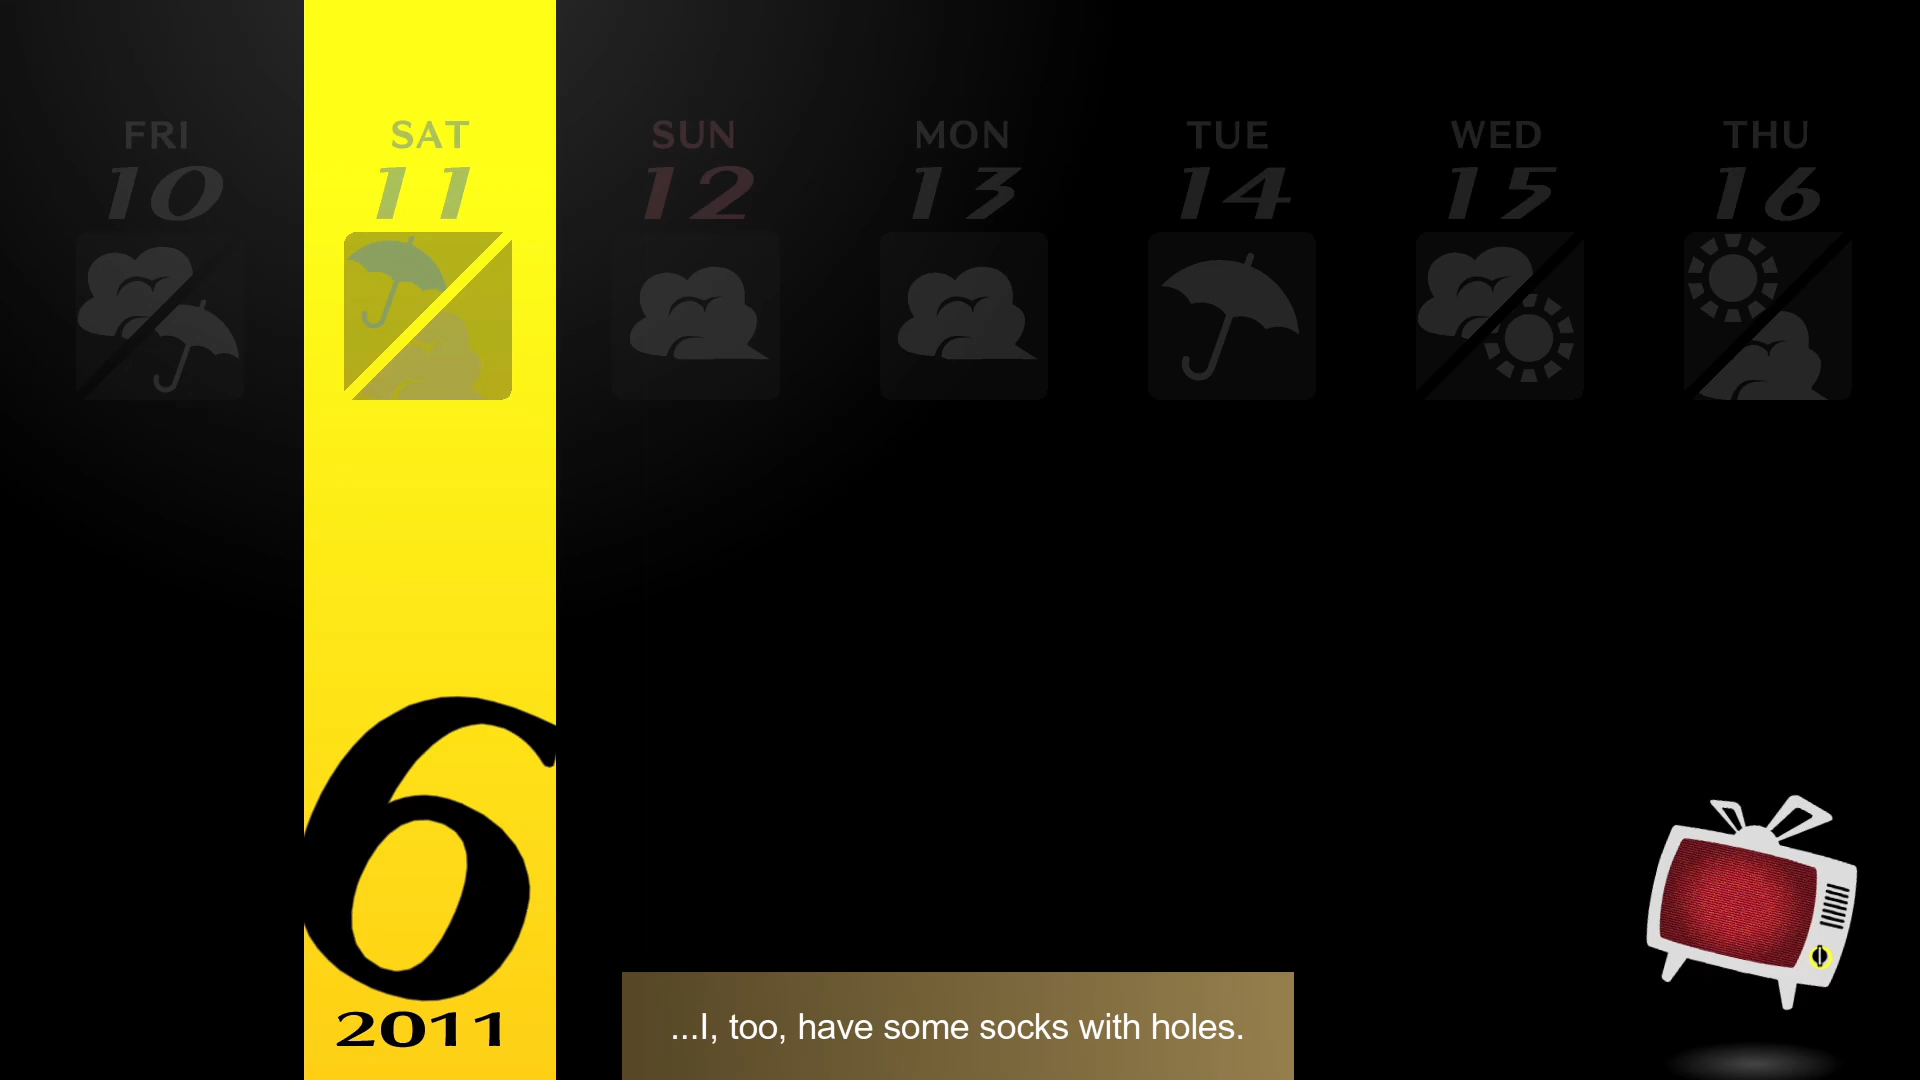 FRI SAT SUN MON TUE WED THU
10 11 12 13 14 15 16
6
2011
...I, too, have some socks with holes.